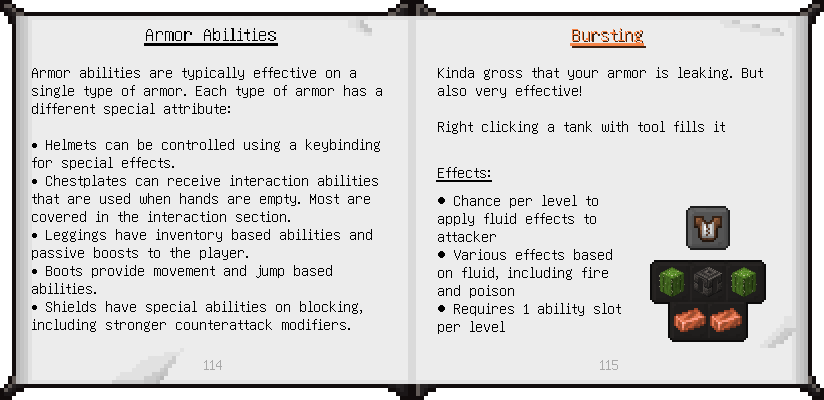 Armor Abilities
Armor abilities are typically effective on a
single type of armor. Each type of armor has a
different special attribute:
• Helmets can be controlled using a keybinding
for special effects.
• Chestplates can receive interaction abilities
that are used when hands are empty. Most are
covered in the interaction section.
• Leggings have inventory based abilities and
passive boosts to the player.
• Boots provide movement and jump based
abilities.
• Shields have special abilities on blocking,
including stronger counterattack modifiers.
114
Bursting
Kinda gross that your armor is leaking. But
also very effective!
Right clicking a tank with tool fills it
Effects:
• Chance per level to
apply fluid effects to
attacker
• Various effects based
on fluid, including fire
and poison
• Requires 1 ability slot
per level
115